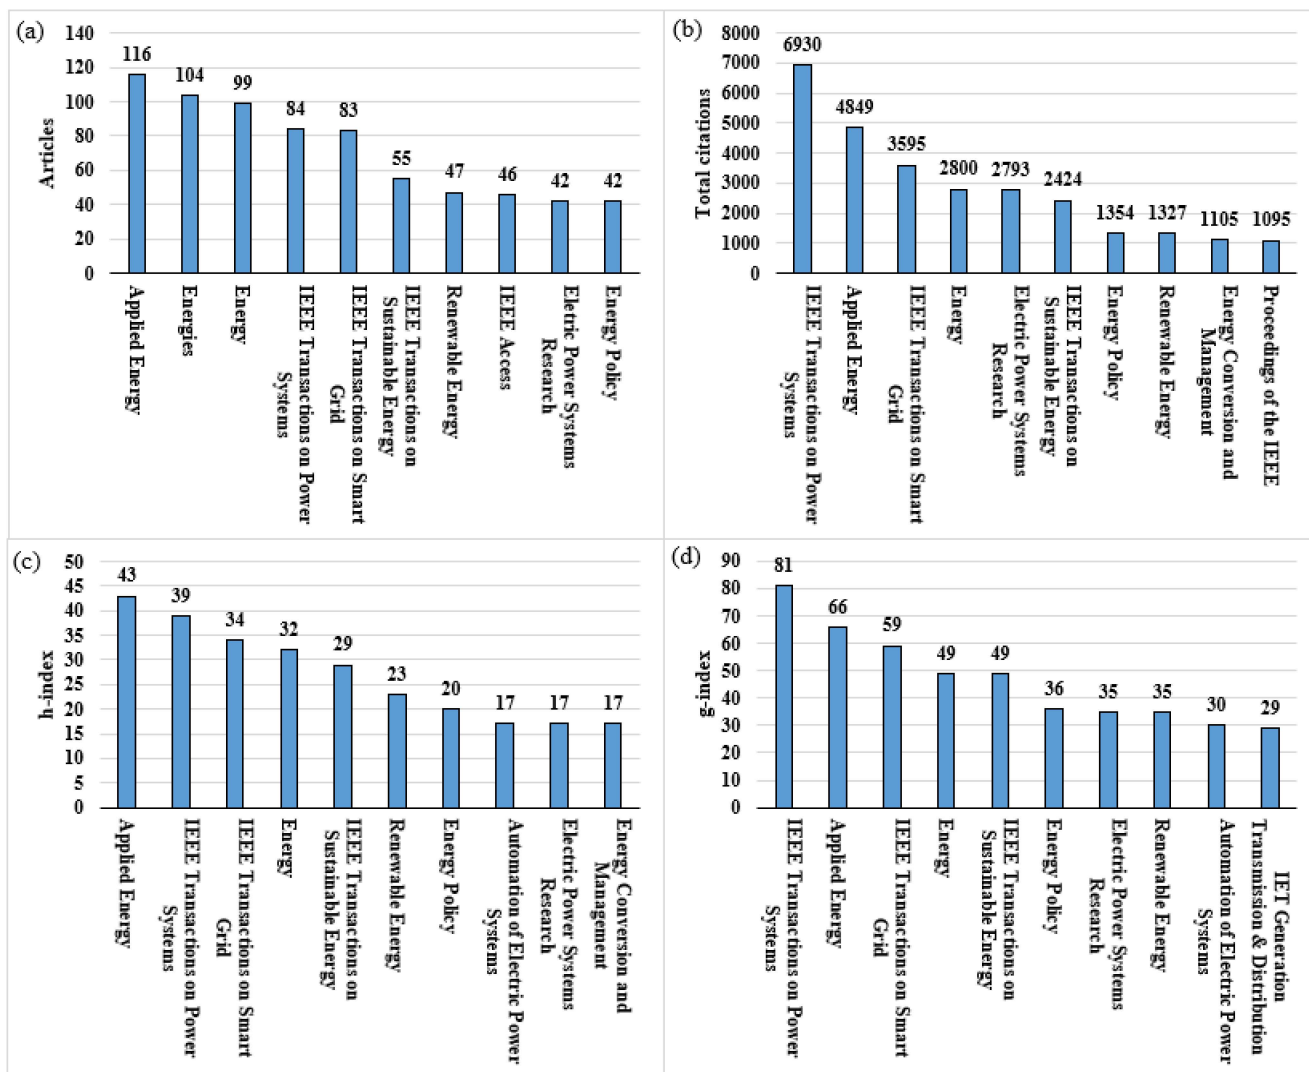 (a)
140
120
100
80
60
40
20
0
Articles
116
104
99
84
83
55
47
46
42
42
Applied Energy
Energies
Energy
IEEE Transactions on Power
Systems
IEEE Transactions on Smart
Grid
IEEE Transactions on
Sustainable Energy
Renewable Energy
IEEE Access
Eletric Power Systems
Research
Energy Policy
(b)
8000
7000
6000
5000
4000
3000
2000
1000
0
Total citations
6930
4849
3595
2800
2793
2424
1354
1327
1105
1095
IEEE Transactions on Power
Systems
Applied Energy
IEEE Transactions on Smart
Grid
Energy
Electric Power Systems
Research
IEEE Transactions on
Sustainable Energy
Energy Policy
Renewable Energy
Energy Conversion and
Management
Proceedings of the IEEE
(c)
50
45
40
35
30
25
20
15
10
5
0
h-index
43
39
34
32
29
23
20
17
17
17
Applied Energy
IEEE Transactions on Power
Systems
IEEE Transactions on Smart
Grid
Energy
IEEE Transactions on
Sustainable Energy
Renewable Energy
Energy Policy
Automation of Electric Power
Systems
Electric Power Systems
Research
Energy Conversion and
Management
(d)
90
80
70
60
50
40
30
20
10
0
g-index
81
66
59
49
49
36
35
35
30
29
IEEE Transactions on Power
Systems
Applied Energy
IEEE Transactions on Smart
Grid
Energy
IEEE Transactions on
Sustainable Energy
Energy Policy
Electric Power Systems
Research
Renewable Energy
Automation of Electric Power
Systems
IET Generation
Transmission & Distribution